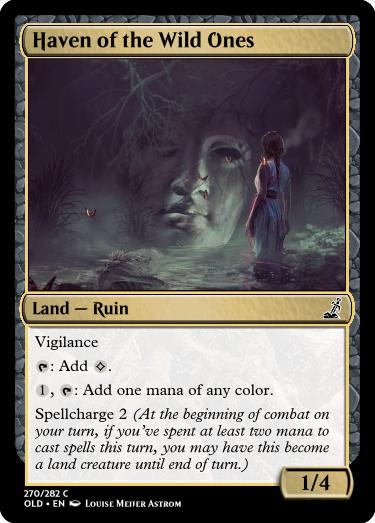 Haven of the Wild Ones
Land — Ruin
Vigilance
: Add .
1, : Add one mana of any color.
Spellcharge 2 (At the beginning of combat on
your turn, if you've spent at least two mana to
cast spells this turn, you may have this become
a land creature until end of turn.)
1/4
270/282 C
OLD • EN Louise Meijer Astrom